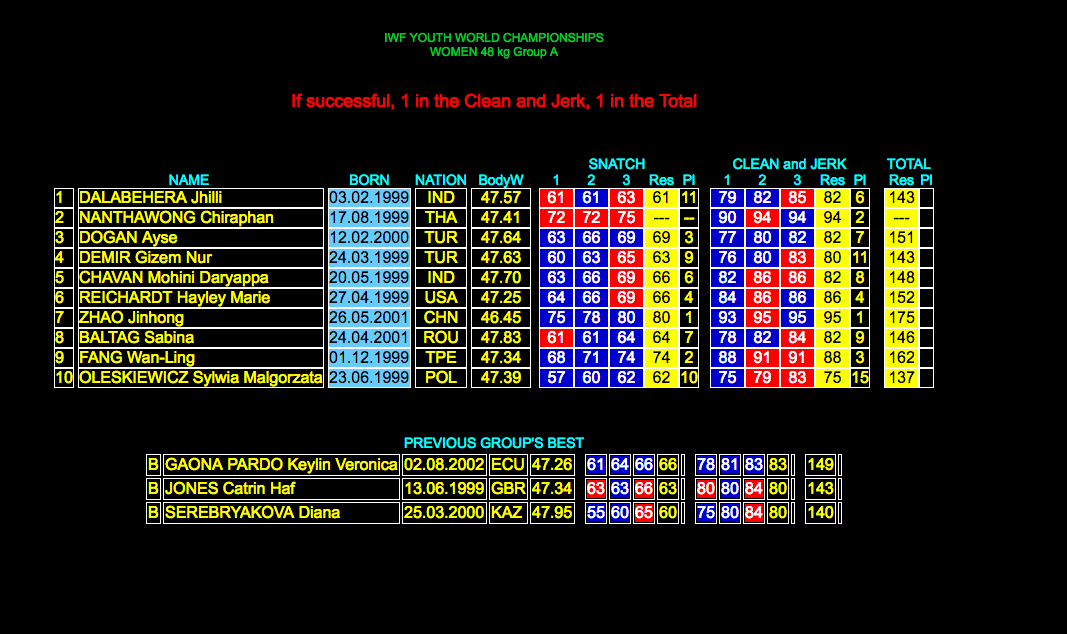 IWF YOUTH WORLD CHAMPIONSHIPS
WOMEN 48 kg Group A
If successful, 1 in the Clean and Jerk, 1 in the Total
SNATCH CLEAN and JERK TOTAL
NAME BORN NATION BodyW 1 2 3 Res Pl 1 2 3 Res Pl Res Pl
1 DALABEHERA Jhilli 03.02.1999 IND 47.57 61 61 63 61 11 79 82 85 82 6 143
2 NANTHAWONG Chiraphan 17.08.1999 THA 47.41 72 72 75 --- -- 90 94 94 94 2 ---
3 DOGAN Ayse 12.02.2000 TUR 47.64 63 66 69 69 3 77 80 82 82 7 151
4 DEMIR Gizem Nur 24.03.1999 TUR 47.63 60 63 65 63 9 76 80 83 80 11 143
5 CHAVAN Mohini Daryappa 20.05.1999 IND 47.70 63 66 69 66 6 82 86 86 82 8 148
6 REICHARDT Hayley Marie 27.04.1999 USA 47.25 64 66 69 66 4 84 86 86 86 4 152
7 ZHAO Jinhong 26.05.2001 CHN 46.45 75 78 80 80 1 93 95 95 95 1 175
8 BALTAG Sabina 24.04.2001 ROU 47.83 61 61 64 64 7 78 82 84 82 9 146
9 FANG Wan-Ling 01.12.1999 TPE 47.34 68 71 74 74 2 88 91 91 88 3 162
10 OLESKIEWICZ Sylwia Malgorzata 23.06.1999 POL 47.39 57 60 62 62 10 75 79 83 75 15 137
PREVIOUS GROUP'S BEST
B GAONA PARDO Keylin Veronica 02.08.2002 ECU 47.26 61 64 66 66 78 81 83 83 149
B JONES Catrin Haf 13.06.1999 GBR 47.34 63 63 66 63 80 80 84 80 143
B SEREBRYAKOVA Diana 25.03.2000 KAZ 47.95 55 60 65 60 75 80 84 80 140